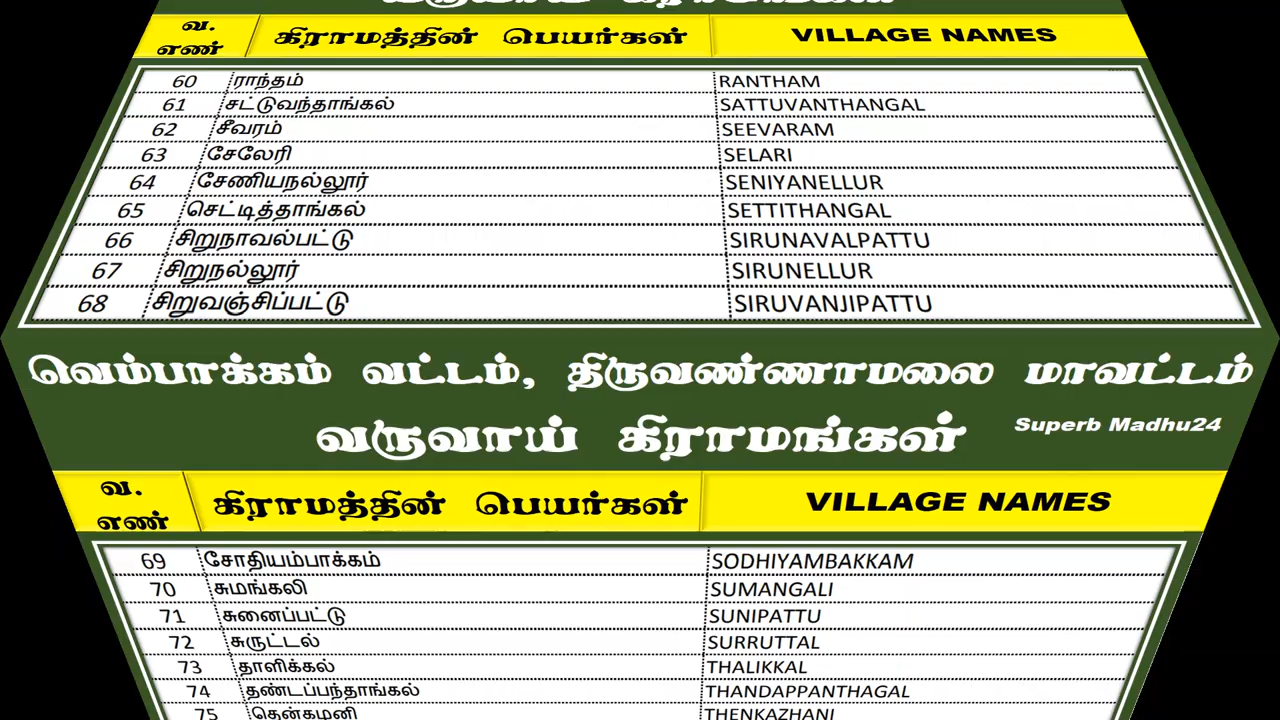 வருவாய் கிராமங்கள்
வ. எண் கிராமத்தின் பெயர்கள் VILLAGE NAMES
60 ராந்தம் RANTHAM
61 சட்டுவந்தாங்கல் SATTUVANTHANGAL
62 சீவரம் SEEVARAM
63 சேலேரி SELARI
64 சேணியநல்லூர் SENIYANELLUR
65 செட்டித்தாங்கல் SETTITHANGAL
66 சிறுநாவல்பட்டு SIRUNAVALPATTU
67 சிறுநல்லூர் SIRUNELLUR
68 சிறுவஞ்சிப்பட்டு SIRUVANJIPATTU
வெம்பாக்கம் வட்டம், திருவண்ணாமலை மாவட்டம்
வருவாய் கிராமங்கள் Superb Madhu24
வ. எண் கிராமத்தின் பெயர்கள் VILLAGE NAMES
69 சோதியம்பாக்கம் SODHIYAMBAKKAM
70 சுமங்கலி SUMANGALI
71 சுனைப்பட்டு SUNIPATTU
72 சுருட்டல் SURRUTTAL
73 தாளிக்கல் THALIKKAL
74 தண்டப்பந்தாங்கல் THANDAPPANTHAGAL
75 தென்கழனி THENKAZHANI